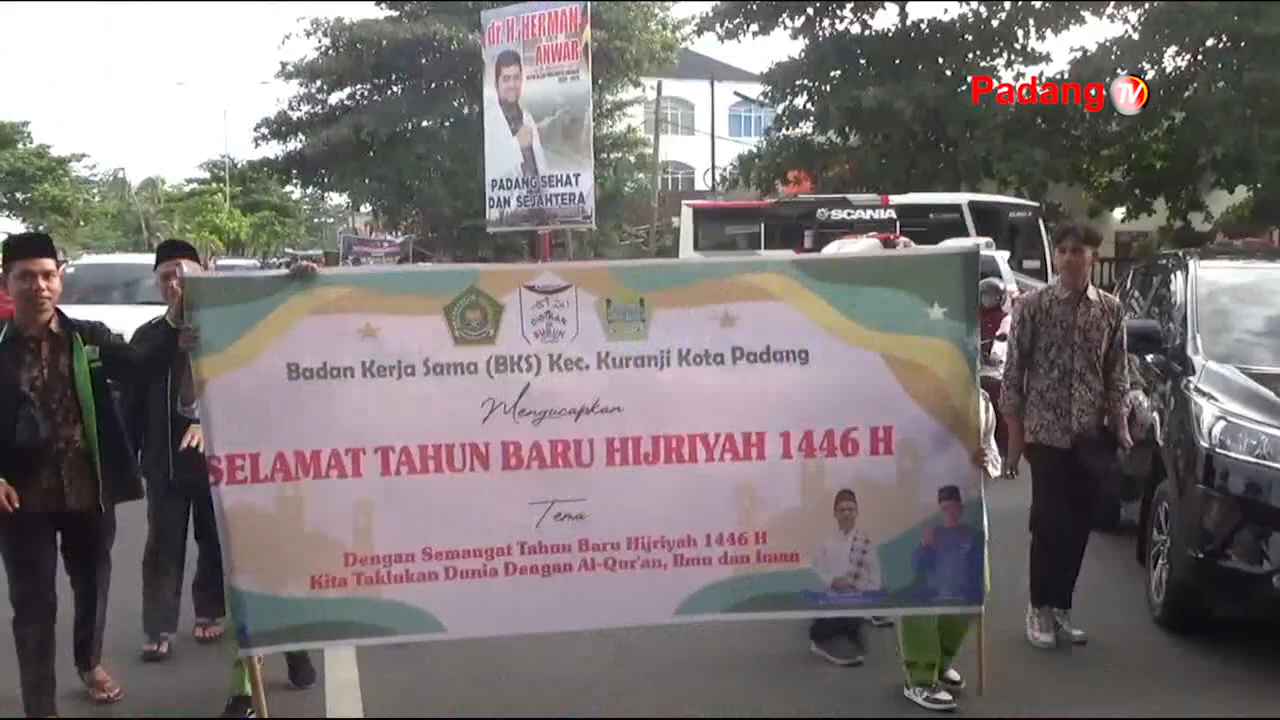 dr. H. HERMAN
ANWAR
PADANG SEHAT
DAN SEJAHTERA
Padang TV
SCANIA
Badan Kerja Sama (BKS) Kec. Kuranji Kota Padang
Mengucapkan
SELAMAT TAHUN BARU HIJRIYAH 1446 H
Tema
Dengan Semangat Tahun Baru Hijriyah 1446 H
Kita Taklukan Dunia Dengan Al-Qur'an, Ilmu dan Iman